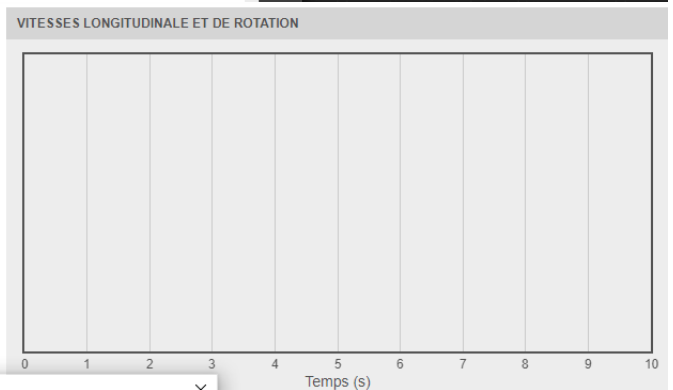 VITESSES LONGITUDINALE ET DE ROTATION
0 1 2 3 4 5 6 7 8 9 10
Temps (s)